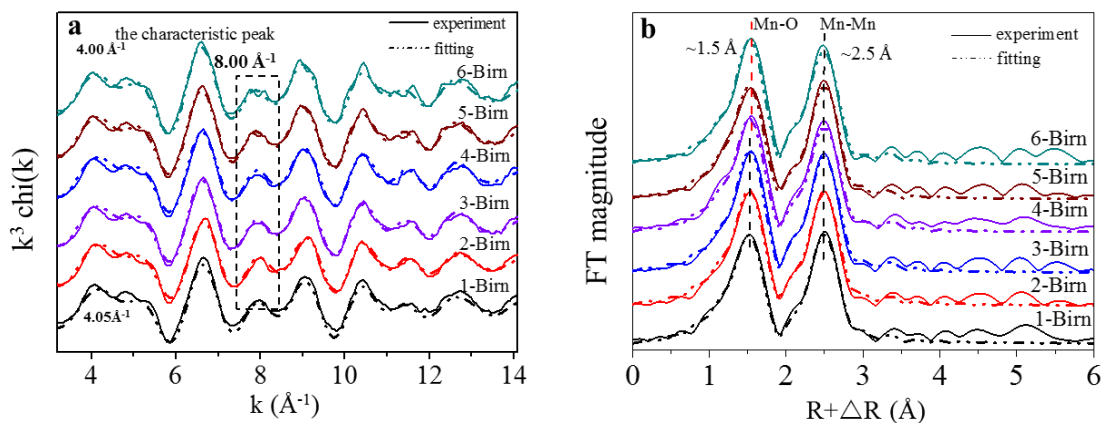 a
the characteristic peak
experiment
fitting
4.00 Å-1
8.00 Å-1
6-Birn
5-Birn
4-Birn
3-Birn
2-Birn
1-Birn
4.05Å-1
k3 chi(k)
4 6 8 10 12 14
k (Å-1)
b
Mn-O
Mn-Mn
experiment
fitting
~1.5 Å
~2.5 Å
6-Birn
5-Birn
4-Birn
3-Birn
2-Birn
1-Birn
FT magnitude
0 1 2 3 4 5 6
R+△R (Å)